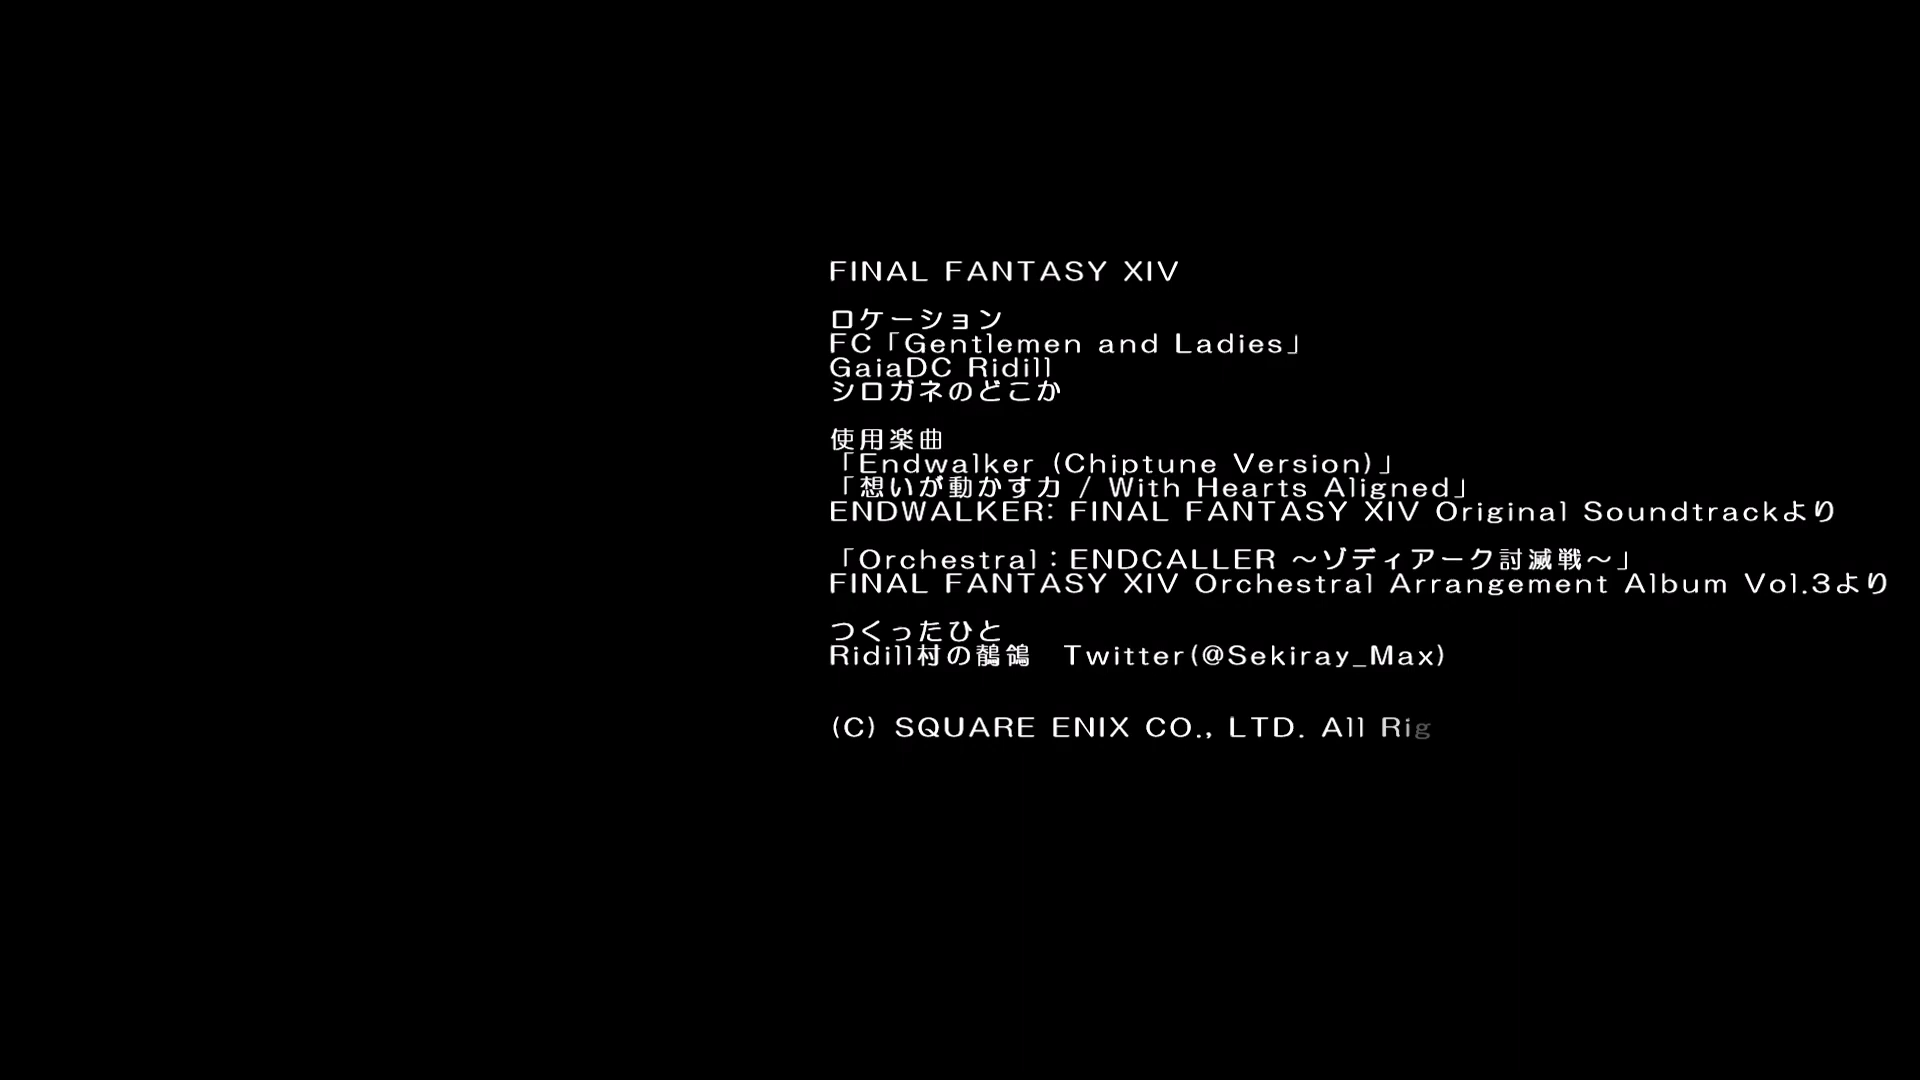 FINAL FANTASY XIV
ロケーション
FC「Gentlemen and Ladies」
GaiaDC Ridill
シロガネのどこか
使用楽曲
「Endwalker (Chiptune Version)」
「想いが動かす力 / With Hearts Aligned」
ENDWALKER: FINAL FANTASY XIV Original Soundtrackより
「Orchestral：ENDCALLER ～ゾディアーク討滅戦～」
FINAL FANTASY XIV Orchestral Arrangement Album Vol.3より
つくったひと
Ridill村の鶺鴒　Twitter(@Sekiray_Max)
(C) SQUARE ENIX CO., LTD. All Rig